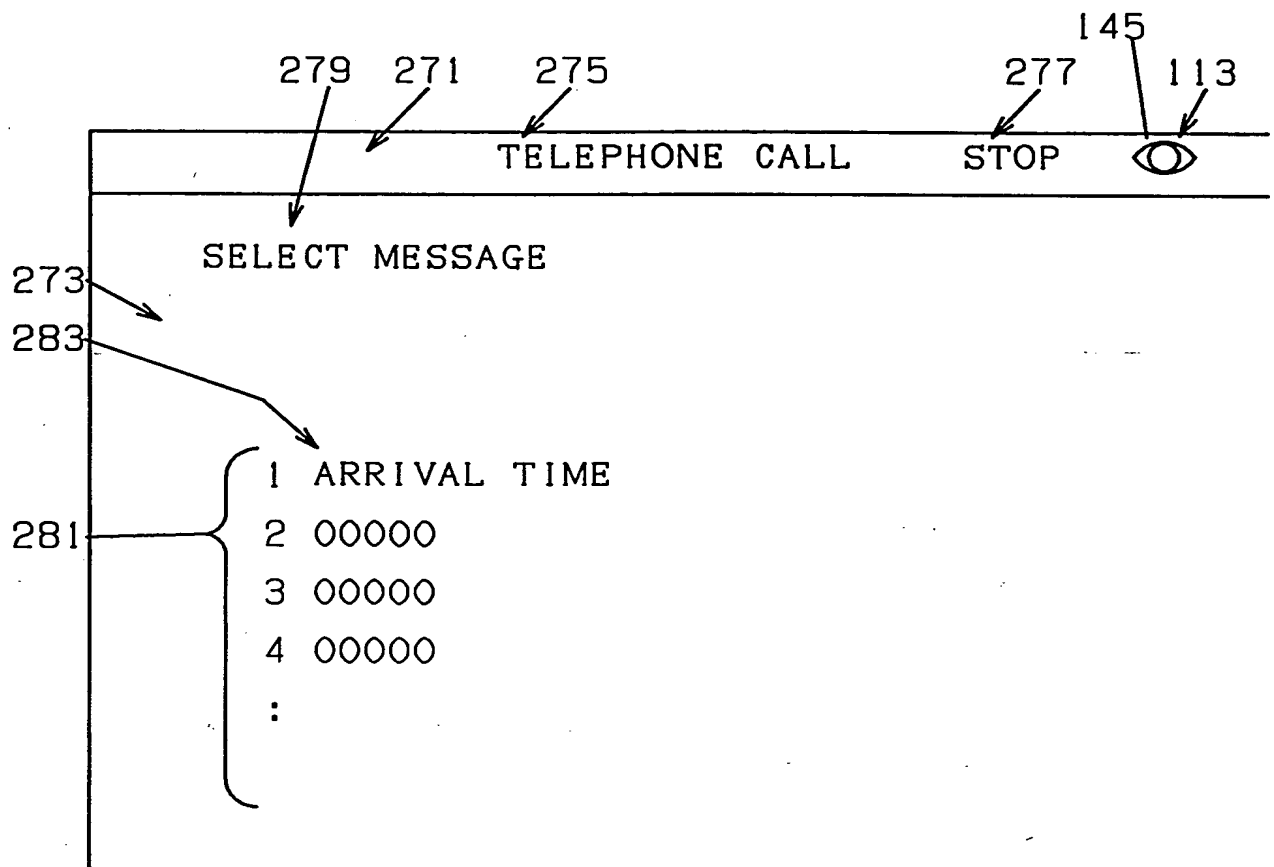 145
279 271 275 277 113
TELEPHONE CALL STOP
SELECT MESSAGE
273
283
1 ARRIVAL TIME
281
2 00000
3 00000
4 00000
: